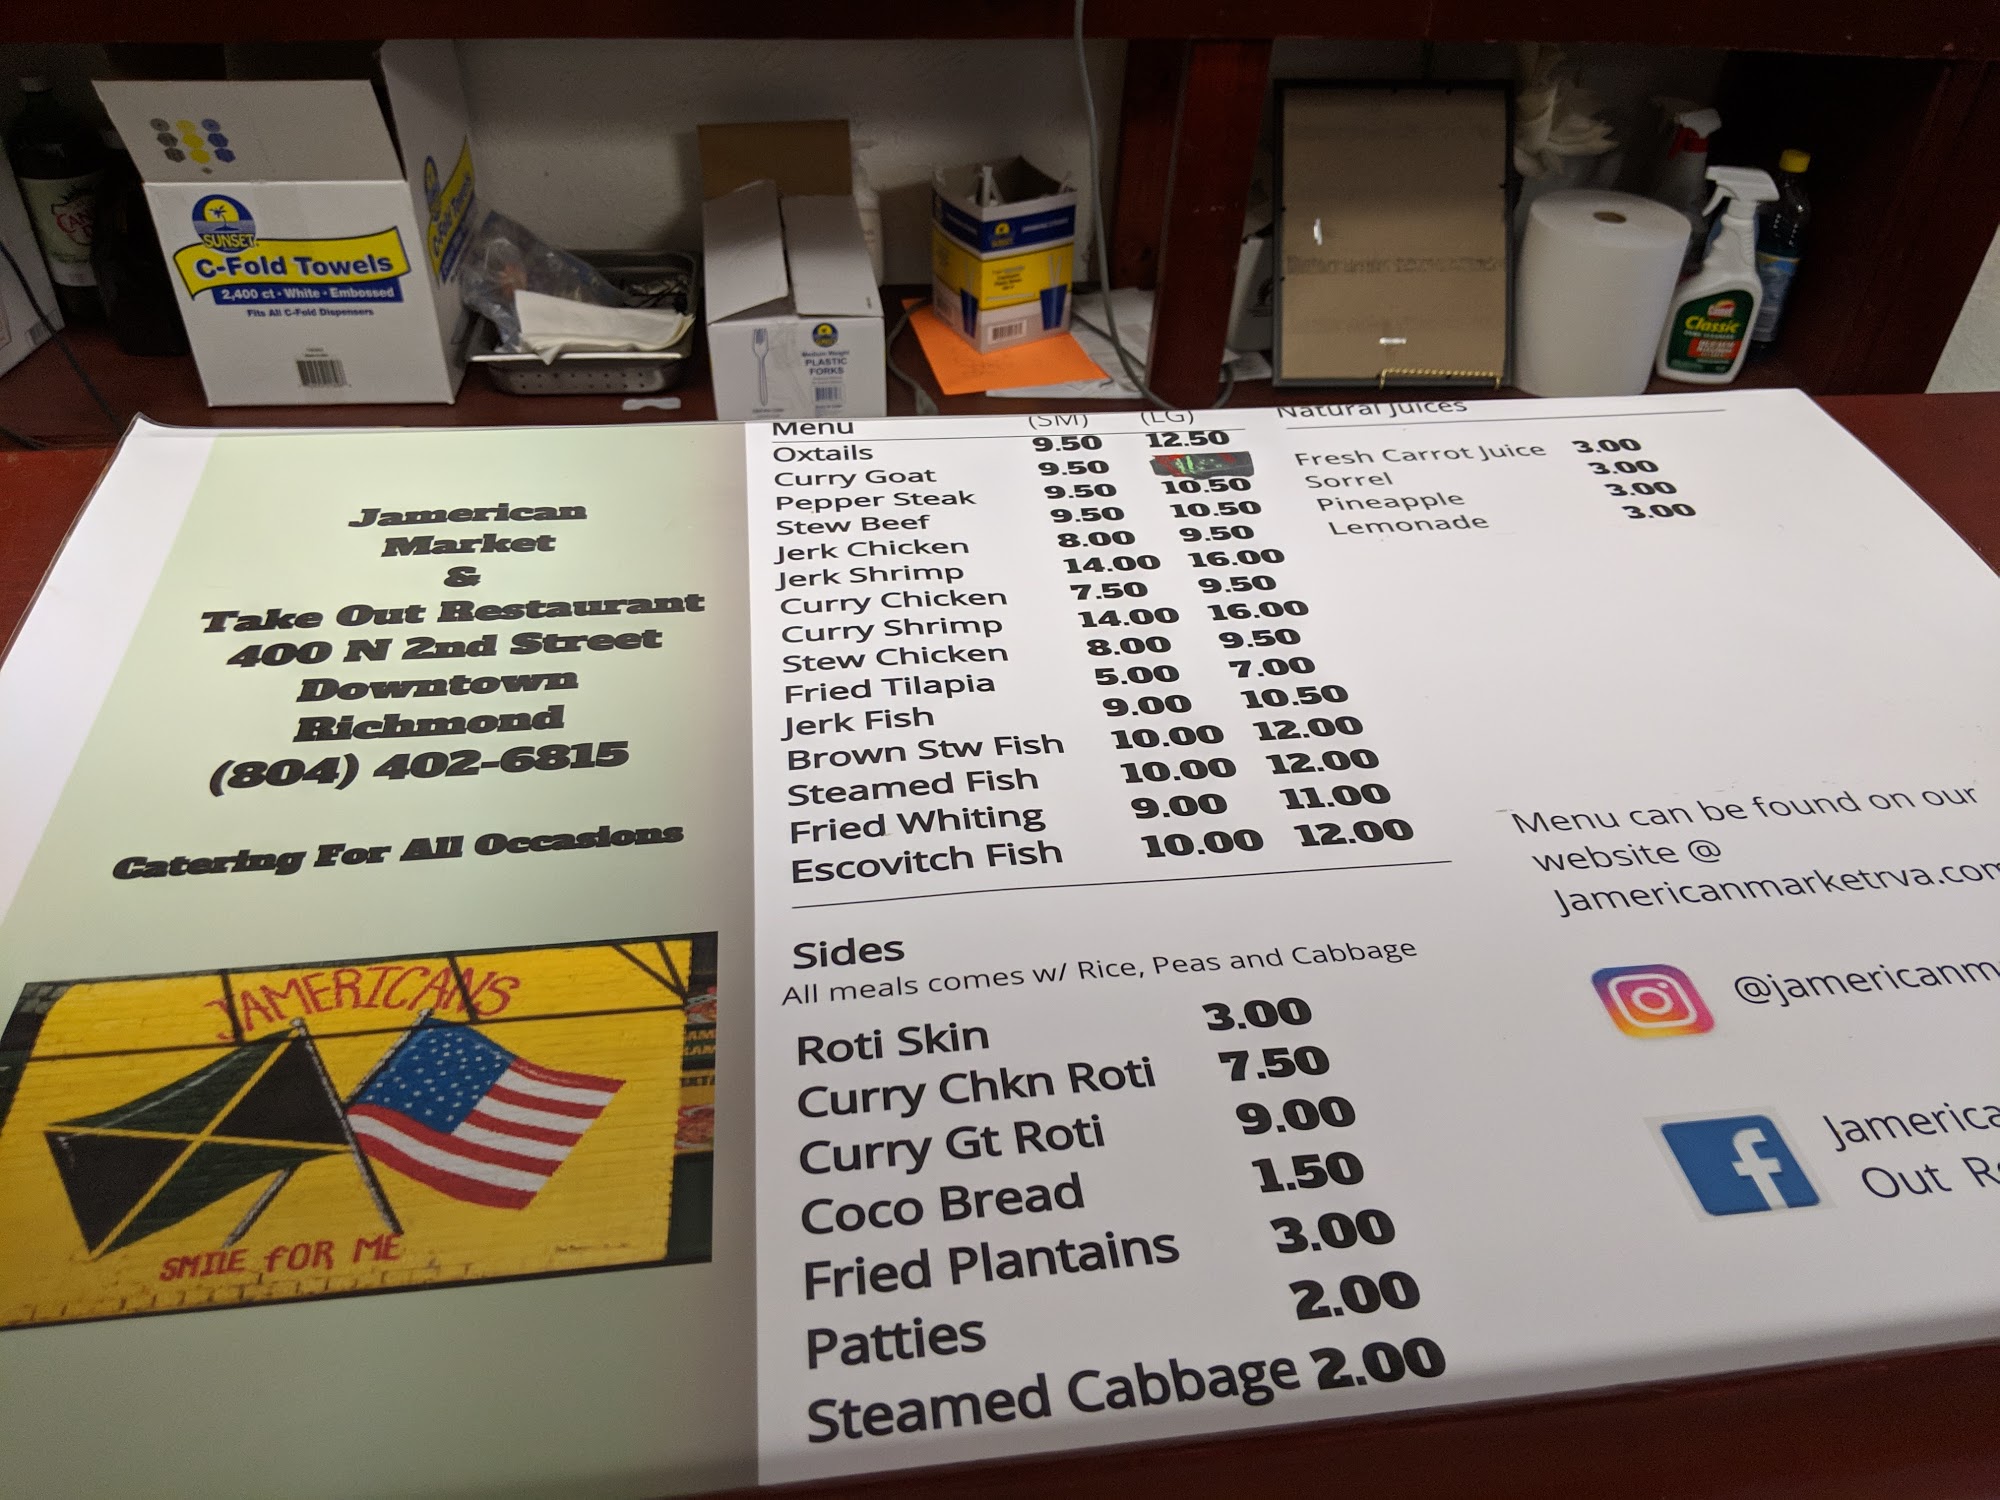 SUNSET
C-Fold Towels
2,400 ct · White · Embossed
Fits All C-Fold Dispensers
Medium Weight
PLASTIC
FORKS
Classic
Jamerican
Market
&
Take Out Restaurant
400 N 2nd Street
Downtown
Richmond
(804) 402-6815
Catering For All Occasions
JAMERICANS
SMILE FOR ME
Menu (SM) (LG)
Oxtails 9.50 12.50
Curry Goat 9.50
Pepper Steak 9.50 10.50
Stew Beef 9.50 10.50
Jerk Chicken 8.00 9.50
Jerk Shrimp 14.00 16.00
Curry Chicken 7.50 9.50
Curry Shrimp 14.00 16.00
Stew Chicken 8.00 9.50
Fried Tilapia 5.00 7.00
Jerk Fish 9.00 10.50
Brown Stw Fish 10.00 12.00
Steamed Fish 10.00 12.00
Fried Whiting 9.00 11.00
Escovitch Fish 10.00 12.00
Sides
All meals comes w/ Rice, Peas and Cabbage
Roti Skin 3.00
Curry Chkn Roti 7.50
Curry Gt Roti 9.00
Coco Bread 1.50
Fried Plantains 3.00
Patties 2.00
Steamed Cabbage 2.00
Natural Juices
Fresh Carrot Juice 3.00
Sorrel 3.00
Pineapple 3.00
Lemonade 3.00
Menu can be found on our
website @
Jamericanmarketrva.com
@jamericanm
Jamerica
Out R